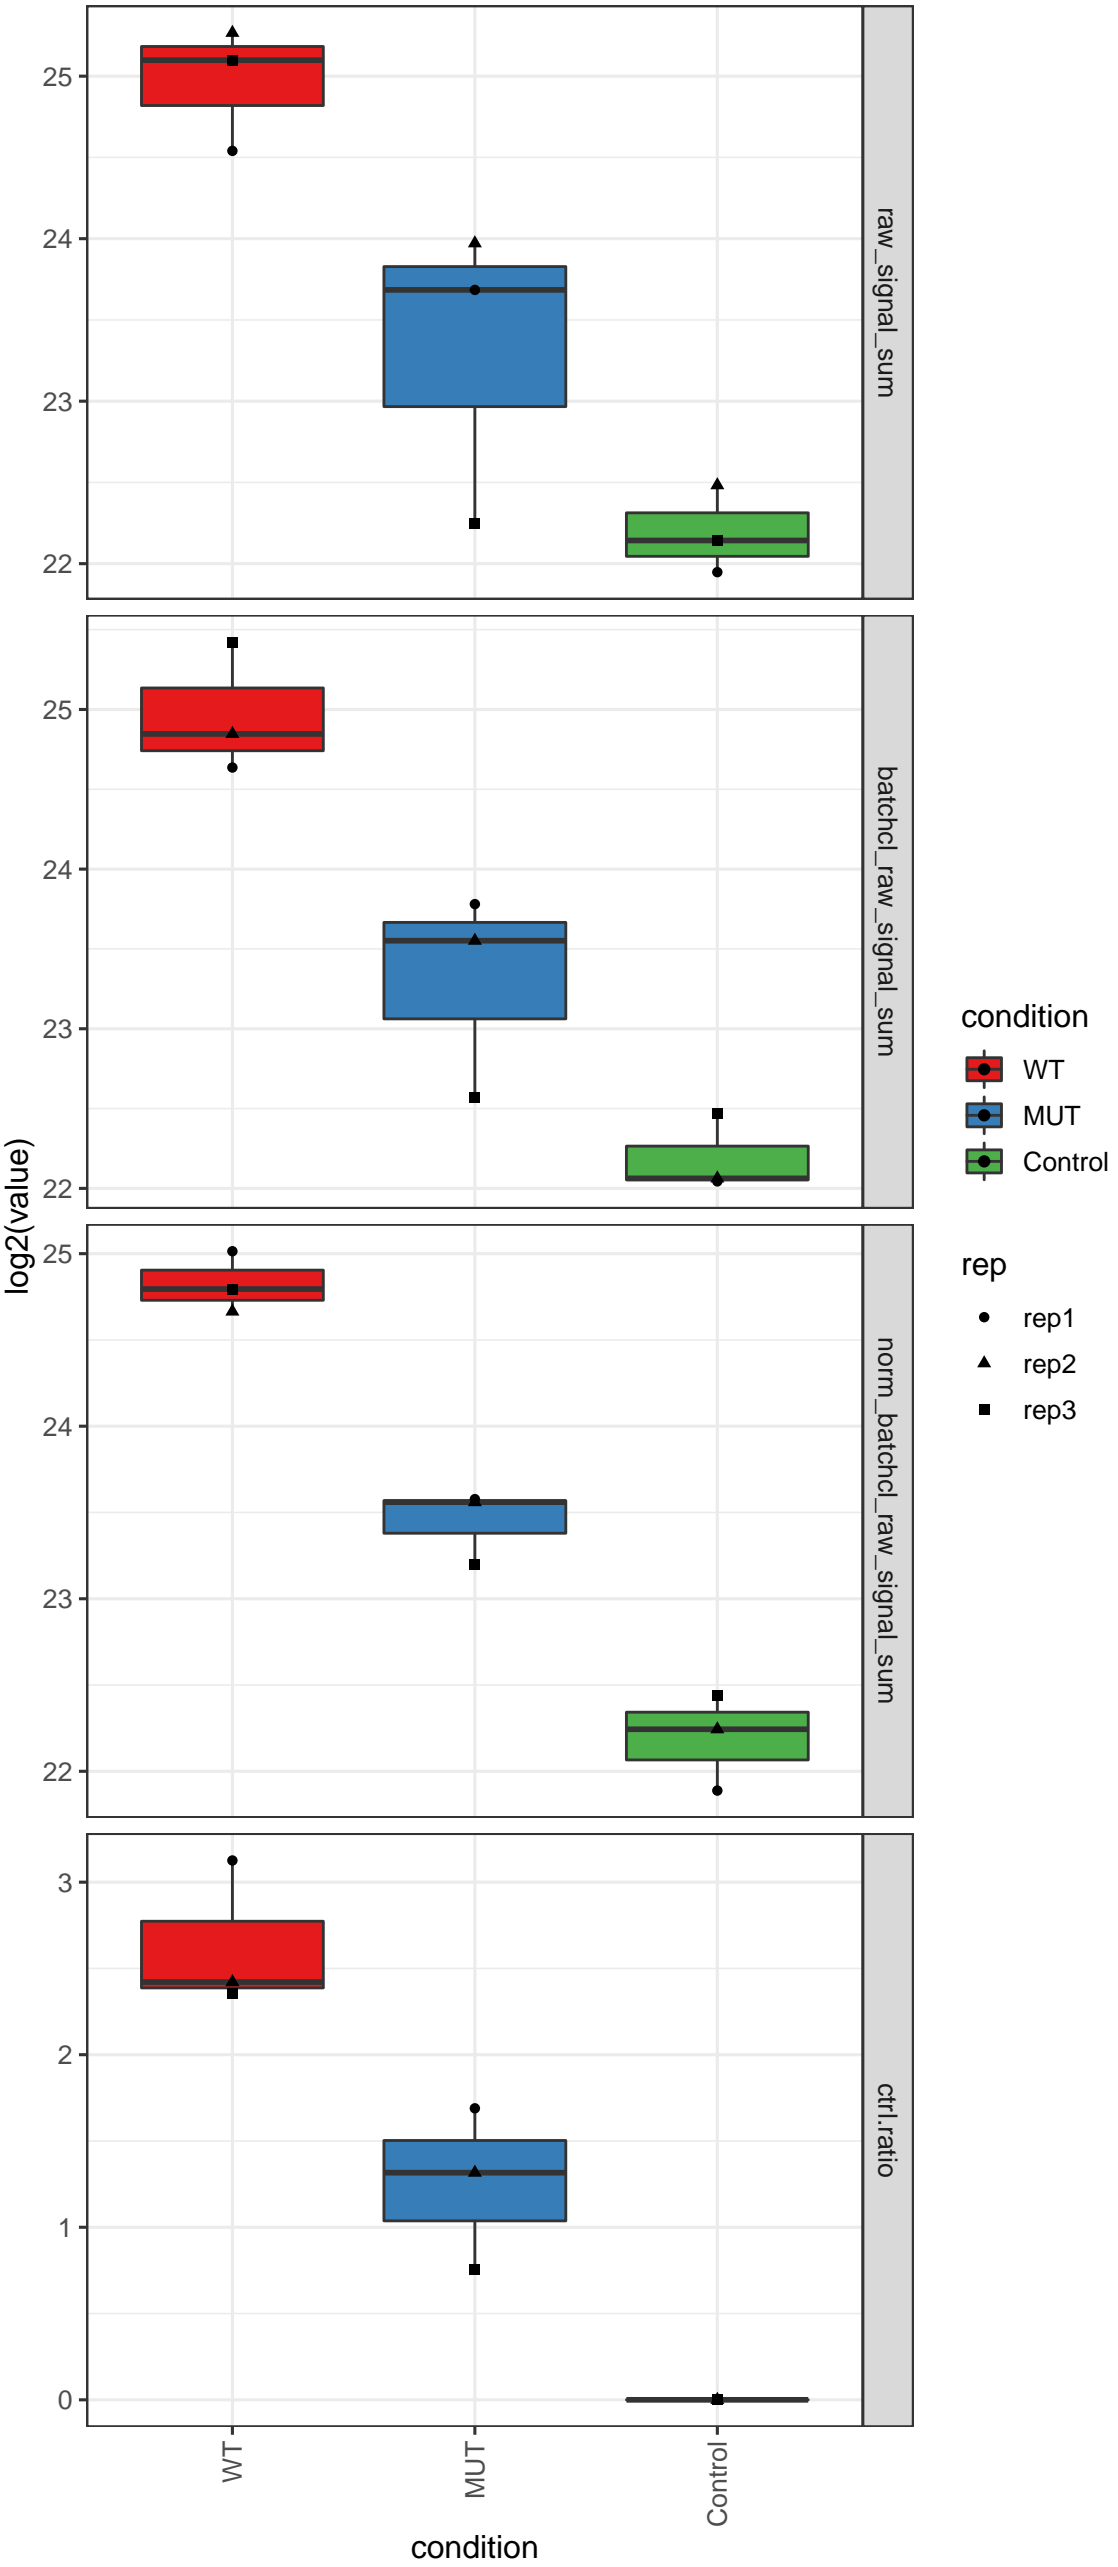 25
24
23
22
raw_signal_sum
25
24
23
22
batchcl_raw_signal_sum
25
24
23
22
norm_batchcl_raw_signal_sum
3
2
1
0
ctrl.ratio
log2(value)
WT
MUT
Control
condition
condition
WT
MUT
Control
rep
rep1
rep2
rep3